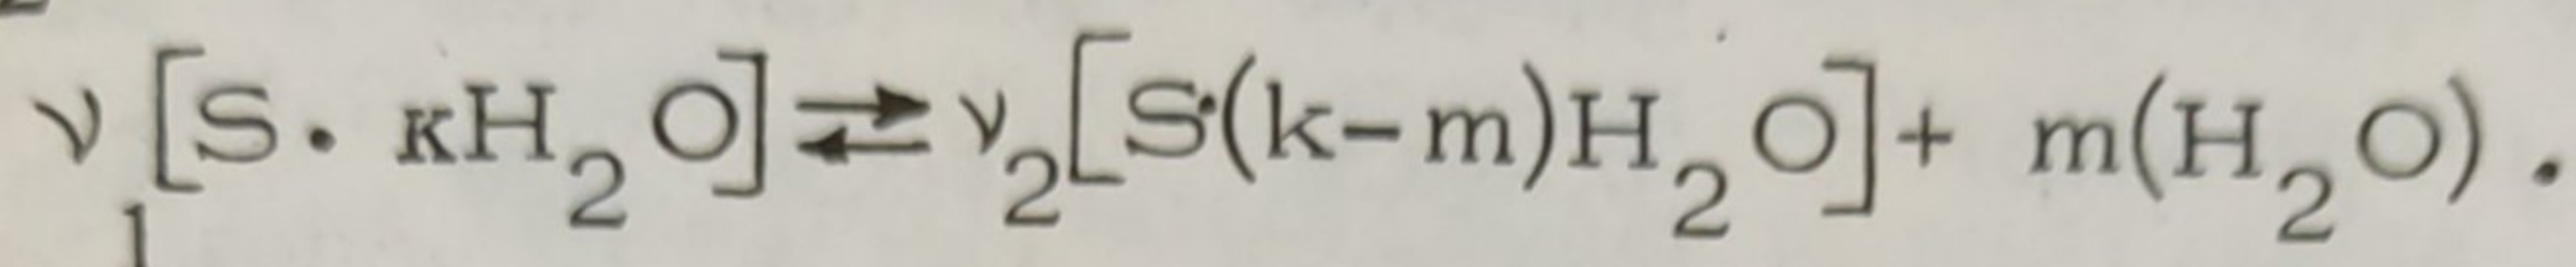 ν₁[S · кH₂O] ⇄ ν₂[S·(k−m)H₂O] + m(H₂O).